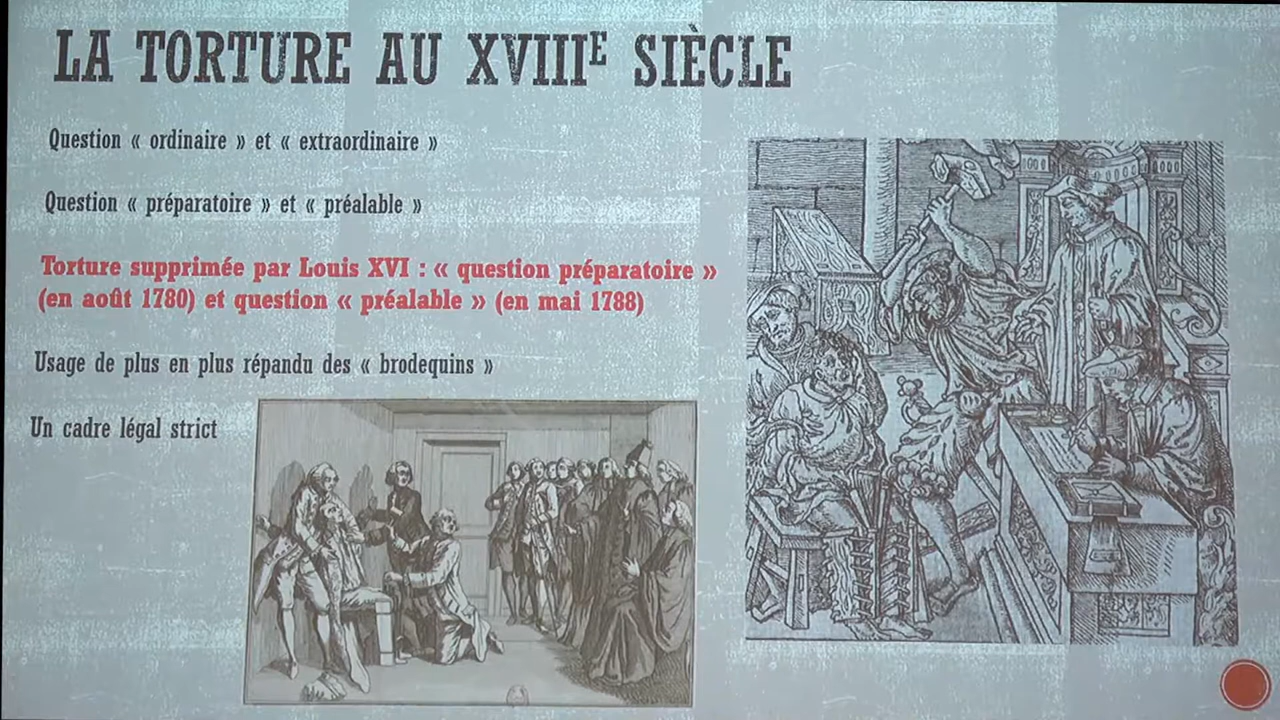 LA TORTURE AU XVIIIE SIÈCLE
Question « ordinaire » et « extraordinaire »
Question « préparatoire » et « préalable »
Torture supprimée par Louis XVI : « question préparatoire »
(en août 1780) et question « préalable » (en mai 1788)
Usage de plus en plus répandu des « brodequins »
Un cadre légal strict